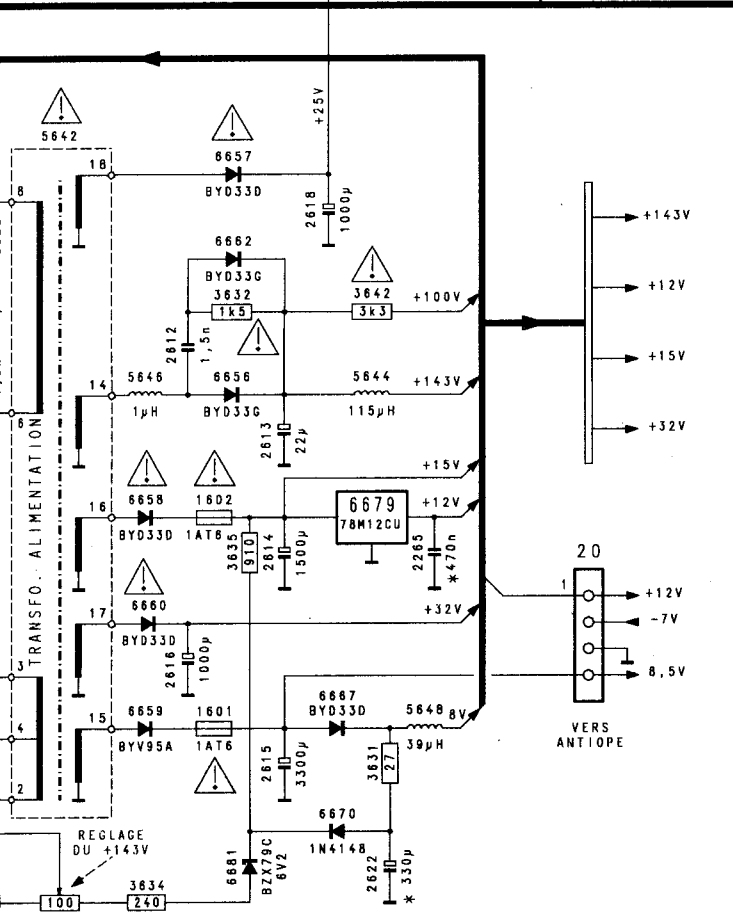 +25V
5642
18
6657
BYD33D
2618
1000µ
8
6662
BYD33G
3632
1k5
2612
1,5n
3642
3k3
+100V
14
5646
1µH
6656
BYD33G
5644
115µH
+143V
2613
22µ
6
TRANSFO. ALIMENTATION
+15V
16
6658
BYD33D
1602
1AT6
3635
910
2614
1500µ
6679
78M12CU
+12V
2265
*470n
6660
17
BYD33D
+32V
2616
1000µ
3
4
2
15
6659
BYV95A
1601
1AT6
6667
BYD33D
5648
39µH
8V
2615
3300µ
3631
27
6670
1N4148
2622
* 330µ
6681
BZX79C
6V2
REGLAGE
DU +143V
100
3634
240
+143V
+12V
+15V
+32V
20
1
+12V
-7V
8,5V
VERS
ANTIOPE